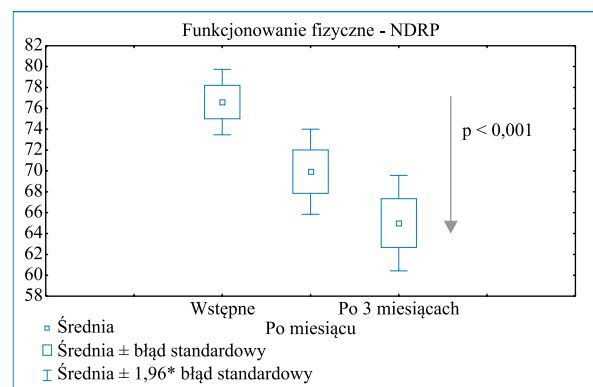 Funkcjonowanie fizyczne - NDRP
82
80
78
76
74
72
70
68
66
64
62
60
58
p < 0,001
Wstępne
Po 3 miesiącach
Po miesiącu
Średnia
Średnia ± błąd standardowy
Średnia ± 1,96* błąd standardowy